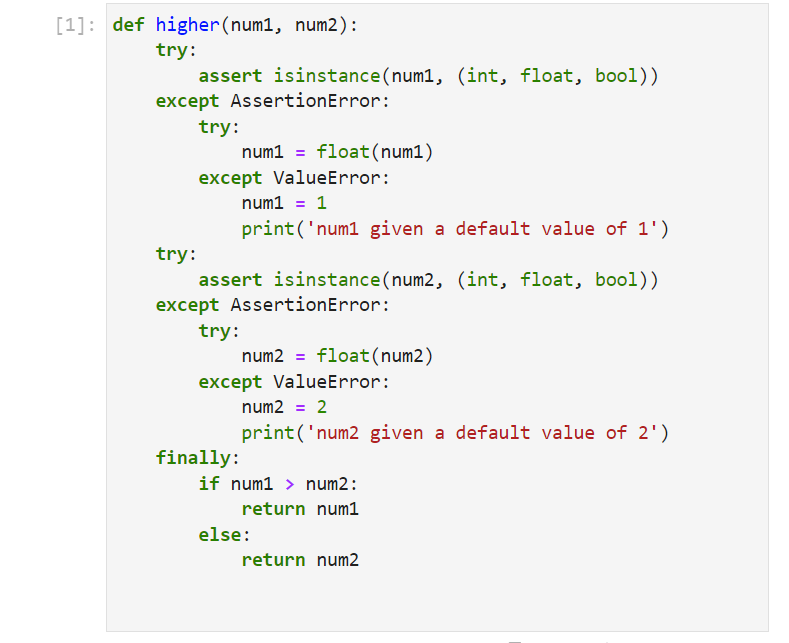 [1]: def higher(num1, num2):
    try:
        assert isinstance(num1, (int, float, bool))
    except AssertionError:
        try:
            num1 = float(num1)
        except ValueError:
            num1 = 1
            print('num1 given a default value of 1')
    try:
        assert isinstance(num2, (int, float, bool))
    except AssertionError:
        try:
            num2 = float(num2)
        except ValueError:
            num2 = 2
            print('num2 given a default value of 2')
    finally:
        if num1 > num2:
            return num1
        else:
            return num2